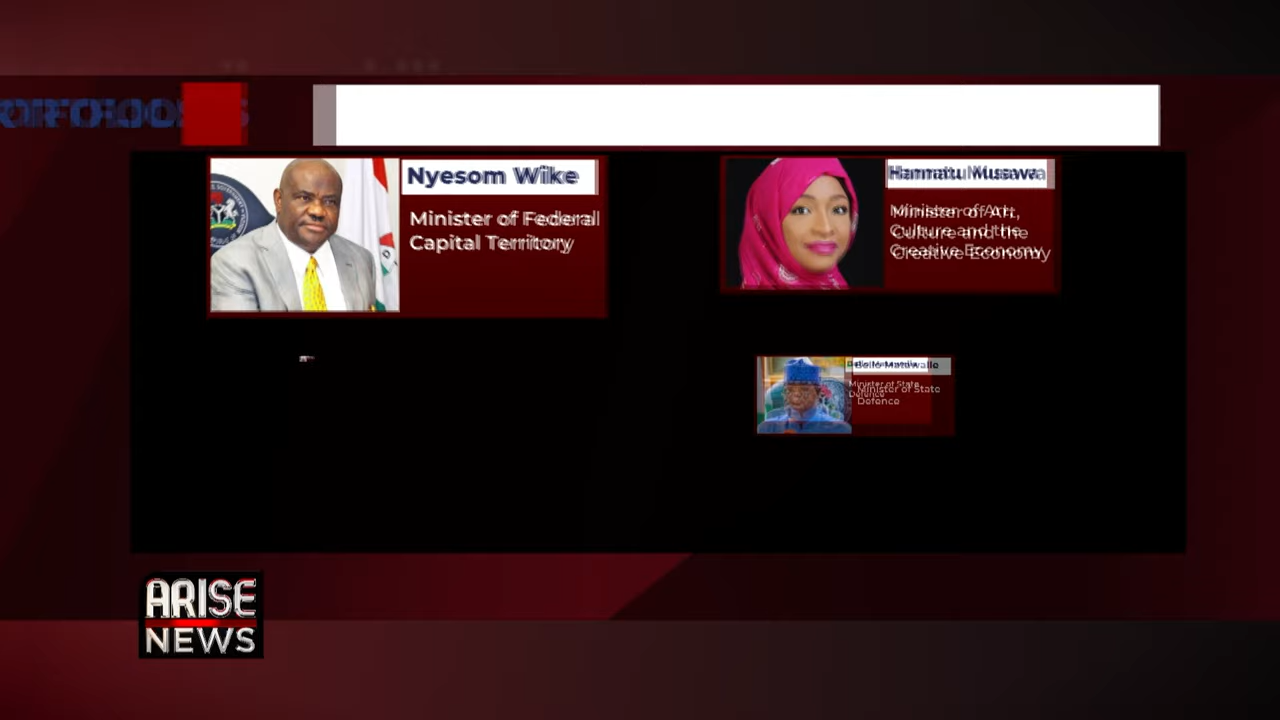 Nyesom Wike
Minister of Federal
Capital Territory
Hannatu Musawa
Minister of Art,
Culture and the
Creative Economy
Bello Matawalle
Minister of State
Defence
ARISE
NEWS